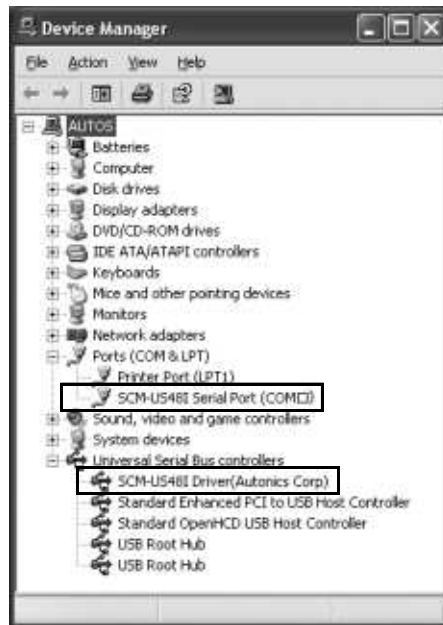 Device Manager
File Action View Help
AUTOS
Batteries
Computer
Disk drives
Display adapters
DVD/CD-ROM drives
IDE ATA/ATAPI controllers
Keyboards
Mice and other pointing devices
Monitors
Network adapters
Ports (COM & LPT)
Printer Port (LPT1)
SCM-US48I Serial Port (COM□)
Sound, video and game controllers
System devices
Universal Serial Bus controllers
SCM-US48I Driver(Autonics Corp)
Standard Enhanced PCI to USB Host Controller
Standard OpenHCD USB Host Controller
USB Root Hub
USB Root Hub